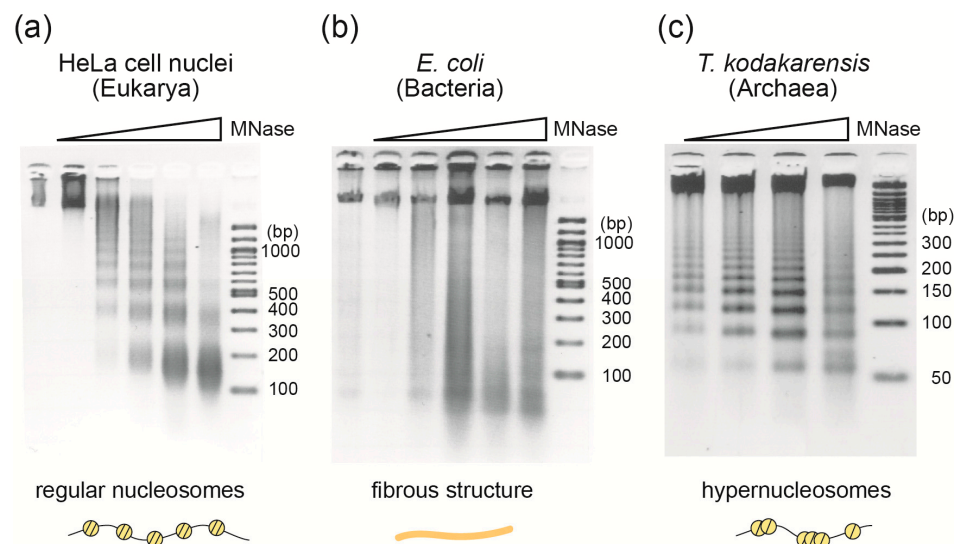 (a)
HeLa cell nuclei
(Eukarya)
MNase
(bp)
1000
500
400
300
200
100
regular nucleosomes
(b)
E. coli
(Bacteria)
MNase
(bp)
1000
500
400
300
200
100
fibrous structure
(c)
T. kodakarensis
(Archaea)
MNase
(bp)
300
200
150
100
50
hypernucleosomes